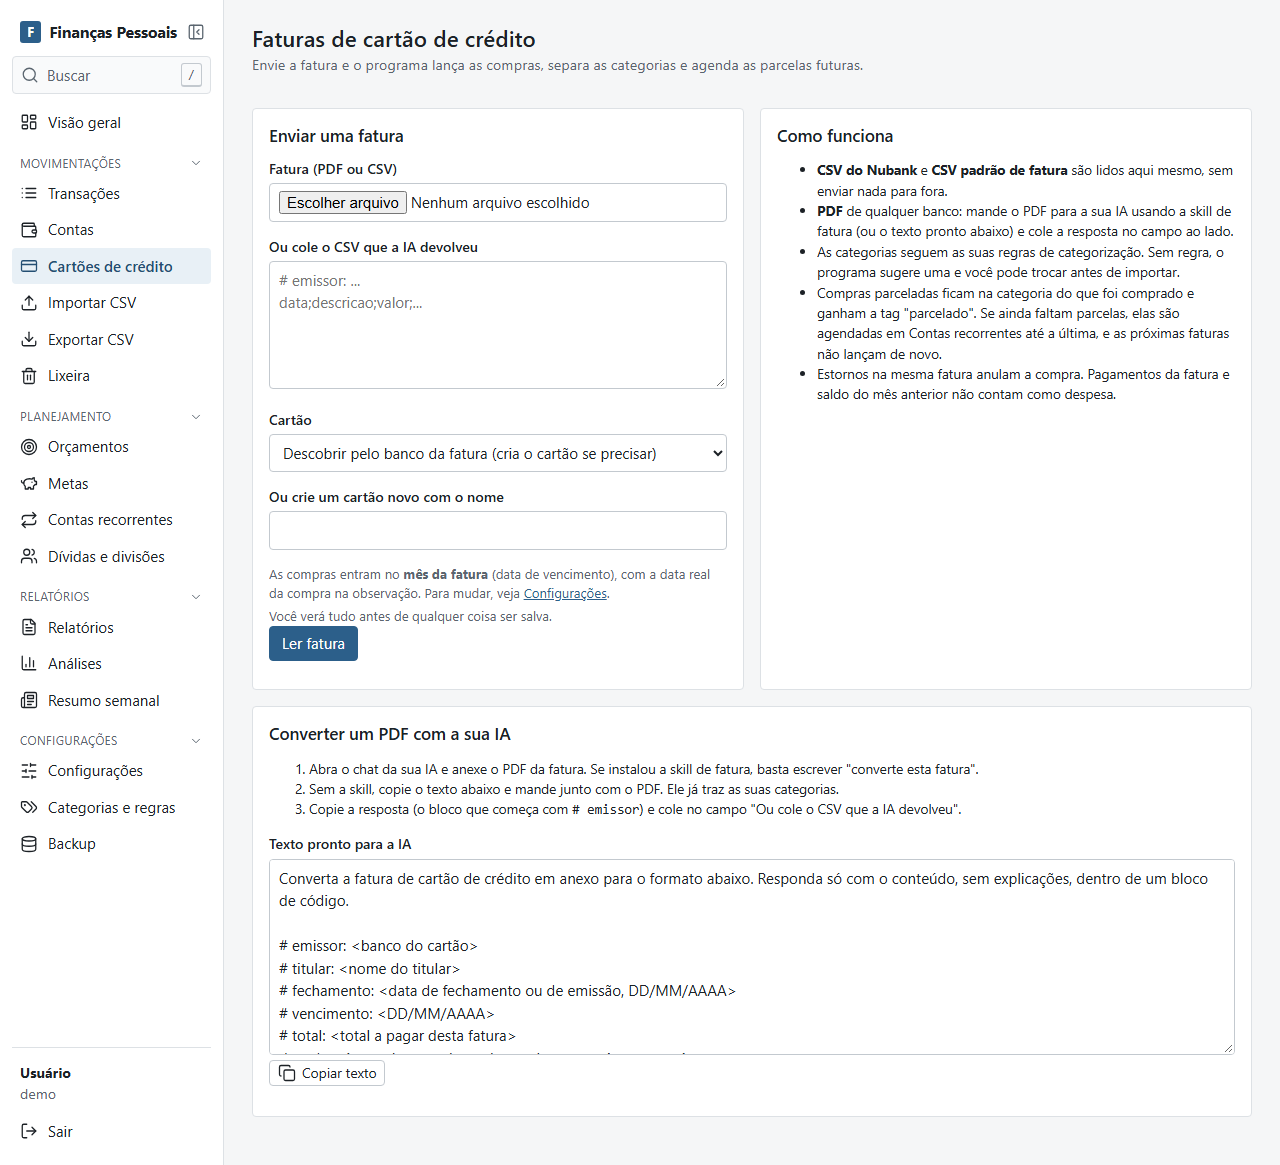 F Finanças Pessoais
Buscar /
Visão geral
MOVIMENTAÇÕES
Transações
Contas
Cartões de crédito
Importar CSV
Exportar CSV
Lixeira
PLANEJAMENTO
Orçamentos
Metas
Contas recorrentes
Dívidas e divisões
RELATÓRIOS
Relatórios
Análises
Resumo semanal
CONFIGURAÇÕES
Configurações
Categorias e regras
Backup
Usuário
demo
Sair
Faturas de cartão de crédito
Envie a fatura e o programa lança as compras, separa as categorias e agenda as parcelas futuras.
Enviar uma fatura
Fatura (PDF ou CSV)
Escolher arquivo Nenhum arquivo escolhido
Ou cole o CSV que a IA devolveu
# emissor: ...
data;descricao;valor;...
Cartão
Descobrir pelo banco da fatura (cria o cartão se precisar)
Ou crie um cartão novo com o nome
As compras entram no mês da fatura (data de vencimento), com a data real
da compra na observação. Para mudar, veja Configurações.
Você verá tudo antes de qualquer coisa ser salva.
Ler fatura
Como funciona
• CSV do Nubank e CSV padrão de fatura são lidos aqui mesmo, sem
enviar nada para fora.
• PDF de qualquer banco: mande o PDF para a sua IA usando a skill de
fatura (ou o texto pronto abaixo) e cole a resposta no campo ao lado.
• As categorias seguem as suas regras de categorização. Sem regra, o
programa sugere uma e você pode trocar antes de importar.
• Compras parceladas ficam na categoria do que foi comprado e
ganham a tag "parcelado". Se ainda faltam parcelas, elas são
agendadas em Contas recorrentes até a última, e as próximas faturas
não lançam de novo.
• Estornos na mesma fatura anulam a compra. Pagamentos da fatura e
saldo do mês anterior não contam como despesa.
Converter um PDF com a sua IA
1. Abra o chat da sua IA e anexe o PDF da fatura. Se instalou a skill de fatura, basta escrever "converte esta fatura".
2. Sem a skill, copie o texto abaixo e mande junto com o PDF. Ele já traz as suas categorias.
3. Copie a resposta (o bloco que começa com # emissor) e cole no campo "Ou cole o CSV que a IA devolveu".
Texto pronto para a IA
Converta a fatura de cartão de crédito em anexo para o formato abaixo. Responda só com o conteúdo, sem explicações, dentro de um bloco
de código.
# emissor: <banco do cartão>
# titular: <nome do titular>
# fechamento: <data de fechamento ou de emissão, DD/MM/AAAA>
# vencimento: <DD/MM/AAAA>
# total: <total a pagar desta fatura>
Copiar texto